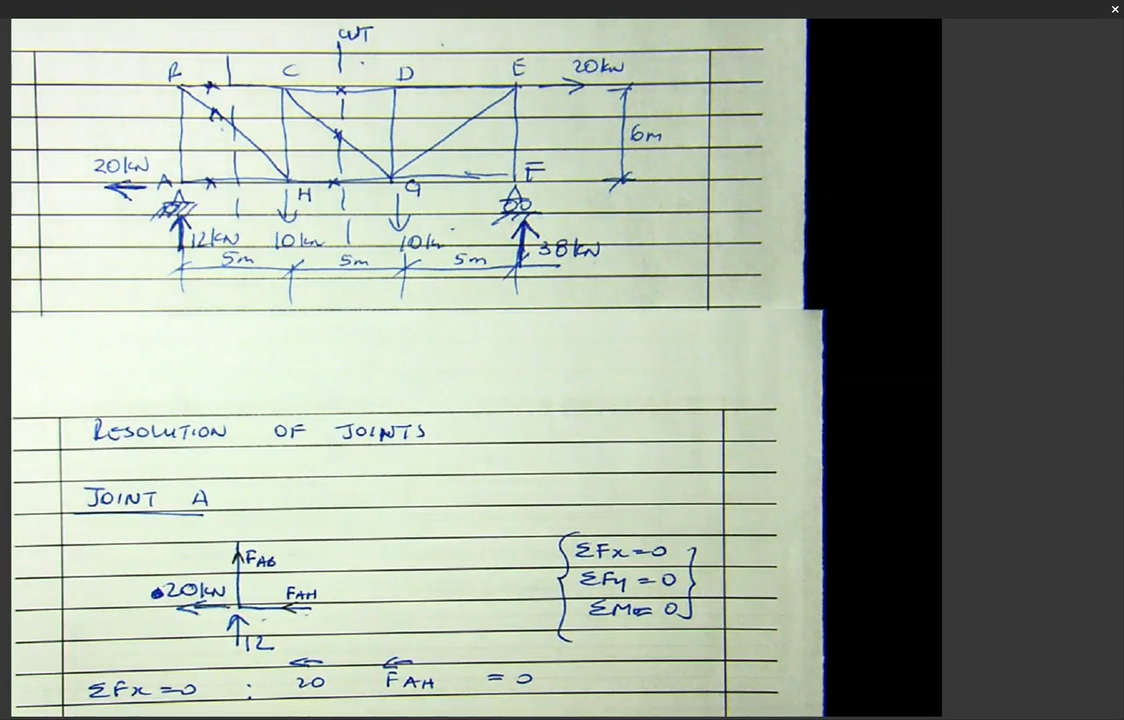 CUT
B C D E 20kN
6m
20kN A H G F
12kN 10kN 10kN 38kN
5m 5m 5m
RESOLUTION OF JOINTS
JOINT A
FAB
20kN FAH
12
ΣFx=0
ΣFy=0
ΣM=0
ΣFx=0 : 20 FAH = 0